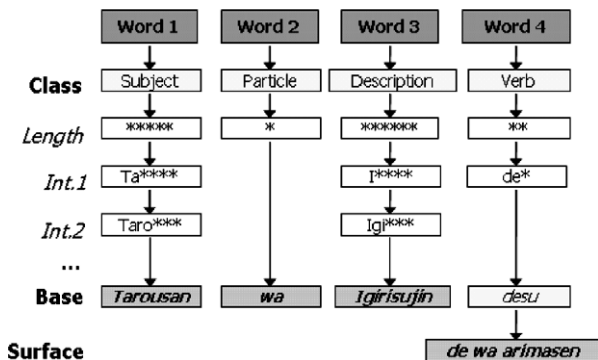 Word 1 Word 2 Word 3 Word 4
Class Subject Particle Description Verb
Length ***** * ****** **
Int.1 Ta**** I**** de*
Int.2 Taro*** Igi***
...
Base Tarousan wa Igirisujin desu
Surface de wa arimasen